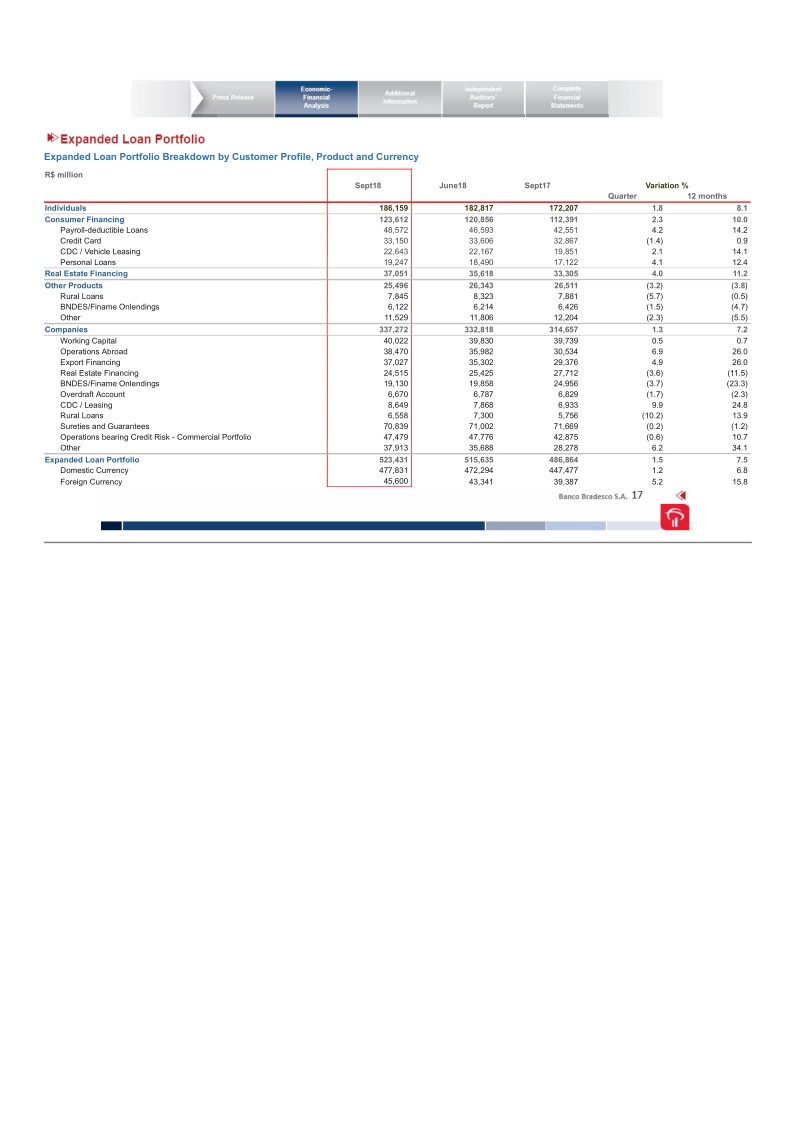 Press Release
Economic-
Financial
Analysis
Additional
Information
Independent
Auditors'
Report
Complete
Financial
Statements
Expanded Loan Portfolio
Expanded Loan Portfolio Breakdown by Customer Profile, Product and Currency
R$ million
Sept18 June18 Sept17 Variation %
Quarter 12 months
Individuals 186,159 182,817 172,207 1.8 8.1
Consumer Financing 123,612 120,856 112,391 2.3 10.0
Payroll-deductible Loans 48,572 46,593 42,551 4.2 14.2
Credit Card 33,150 33,606 32,867 (1.4) 0.9
CDC / Vehicle Leasing 22,643 22,167 19,851 2.1 14.1
Personal Loans 19,247 18,490 17,122 4.1 12.4
Real Estate Financing 37,051 35,618 33,305 4.0 11.2
Other Products 25,496 26,343 26,511 (3.2) (3.8)
Rural Loans 7,845 8,323 7,881 (5.7) (0.5)
BNDES/Finame Onlendings 6,122 6,214 6,426 (1.5) (4.7)
Other 11,529 11,806 12,204 (2.3) (5.5)
Companies 337,272 332,818 314,657 1.3 7.2
Working Capital 40,022 39,830 39,739 0.5 0.7
Operations Abroad 38,470 35,982 30,534 6.9 26.0
Export Financing 37,027 35,302 29,376 4.9 26.0
Real Estate Financing 24,515 25,425 27,712 (3.6) (11.5)
BNDES/Finame Onlendings 19,130 19,858 24,956 (3.7) (23.3)
Overdraft Account 6,670 6,787 6,829 (1.7) (2.3)
CDC / Leasing 8,649 7,868 6,933 9.9 24.8
Rural Loans 6,558 7,300 5,756 (10.2) 13.9
Sureties and Guarantees 70,839 71,002 71,669 (0.2) (1.2)
Operations bearing Credit Risk - Commercial Portfolio 47,479 47,776 42,875 (0.6) 10.7
Other 37,913 35,688 28,278 6.2 34.1
Expanded Loan Portfolio 523,431 515,635 486,864 1.5 7.5
Domestic Currency 477,831 472,294 447,477 1.2 6.8
Foreign Currency 45,600 43,341 39,387 5.2 15.8
Banco Bradesco S.A. 17